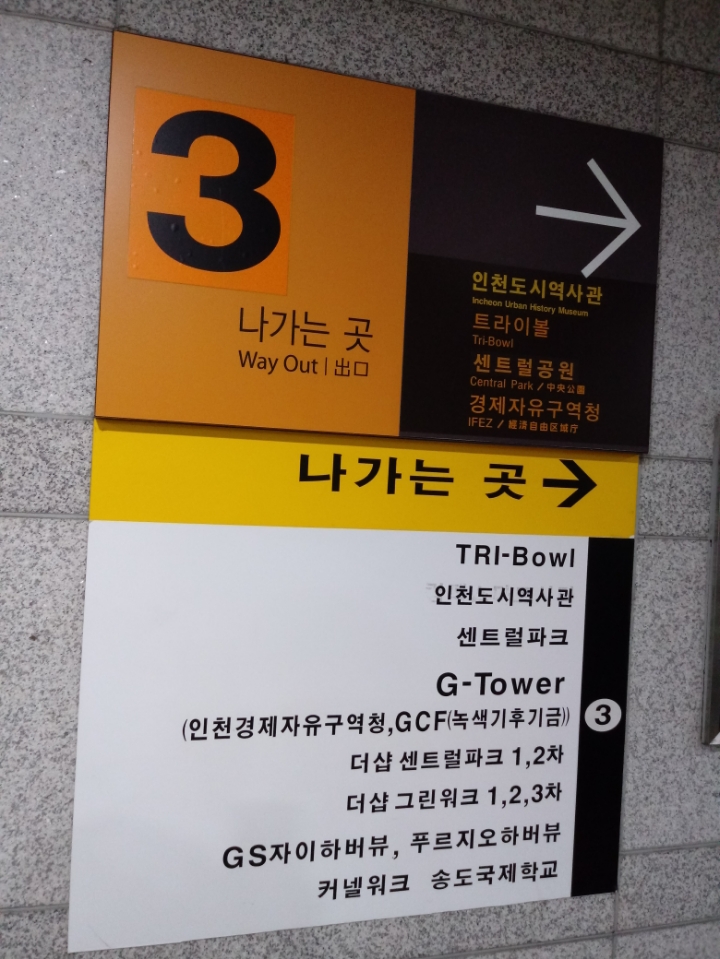 3
나가는 곳
Way Out | 出口
인천도시역사관
Incheon Urban History Museum
트라이볼
Tri-Bowl
센트럴공원
Central Park / 中央公園
경제자유구역청
IFEZ / 経済自由区域庁
나가는 곳
TRI-Bowl
인천도시역사관
센트럴파크
G-Tower
(인천경제자유구역청,GCF(녹색기후기금))
3
더샵 센트럴파크 1,2차
더샵 그린워크 1,2,3차
GS자이하버뷰, 푸르지오하버뷰
커넬워크 송도국제학교